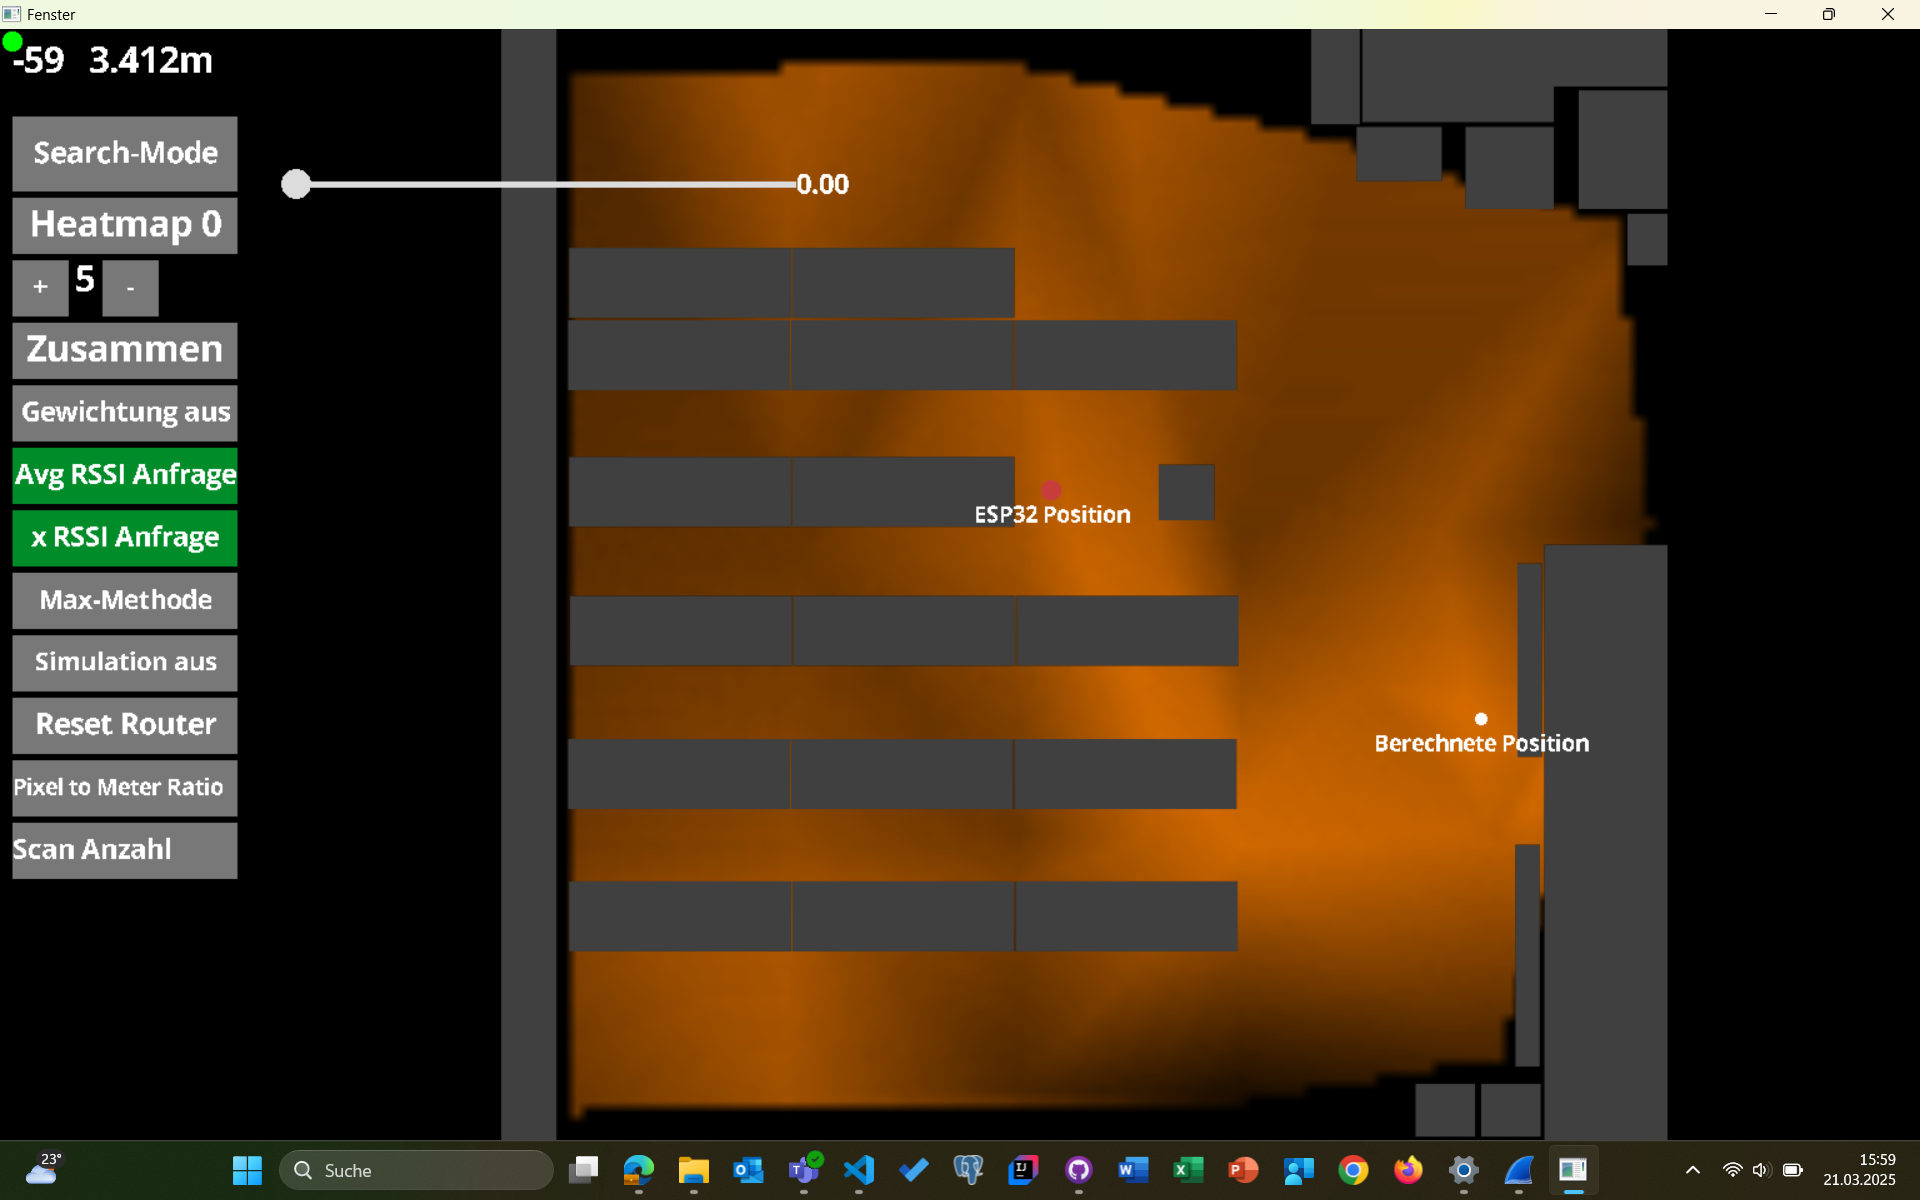 Fenster
-59 3.412m
Search-Mode
0.00
Heatmap 0
+ 5 -
Zusammen
Gewichtung aus
Avg RSSI Anfrage
x RSSI Anfrage
ESP32 Position
Max-Methode
Simulation aus
Reset Router
Berechnete Position
Pixel to Meter Ratio
Scan Anzahl
23°
Suche
15:59
21.03.2025